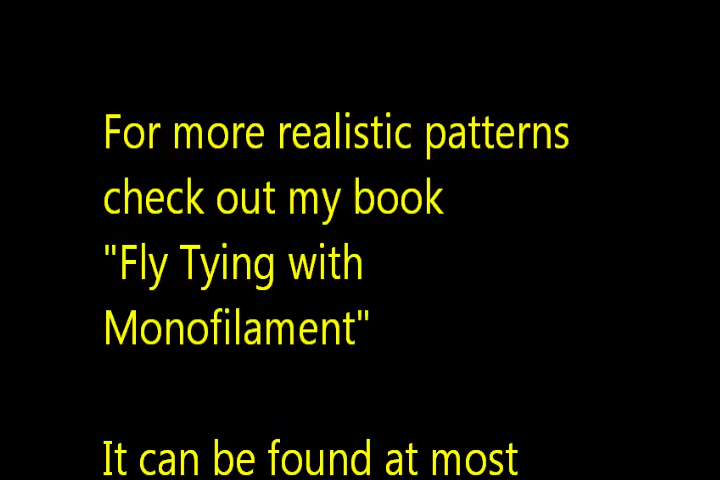 For more realistic patterns
check out my book
"Fly Tying with
Monofilament"
It can be found at most